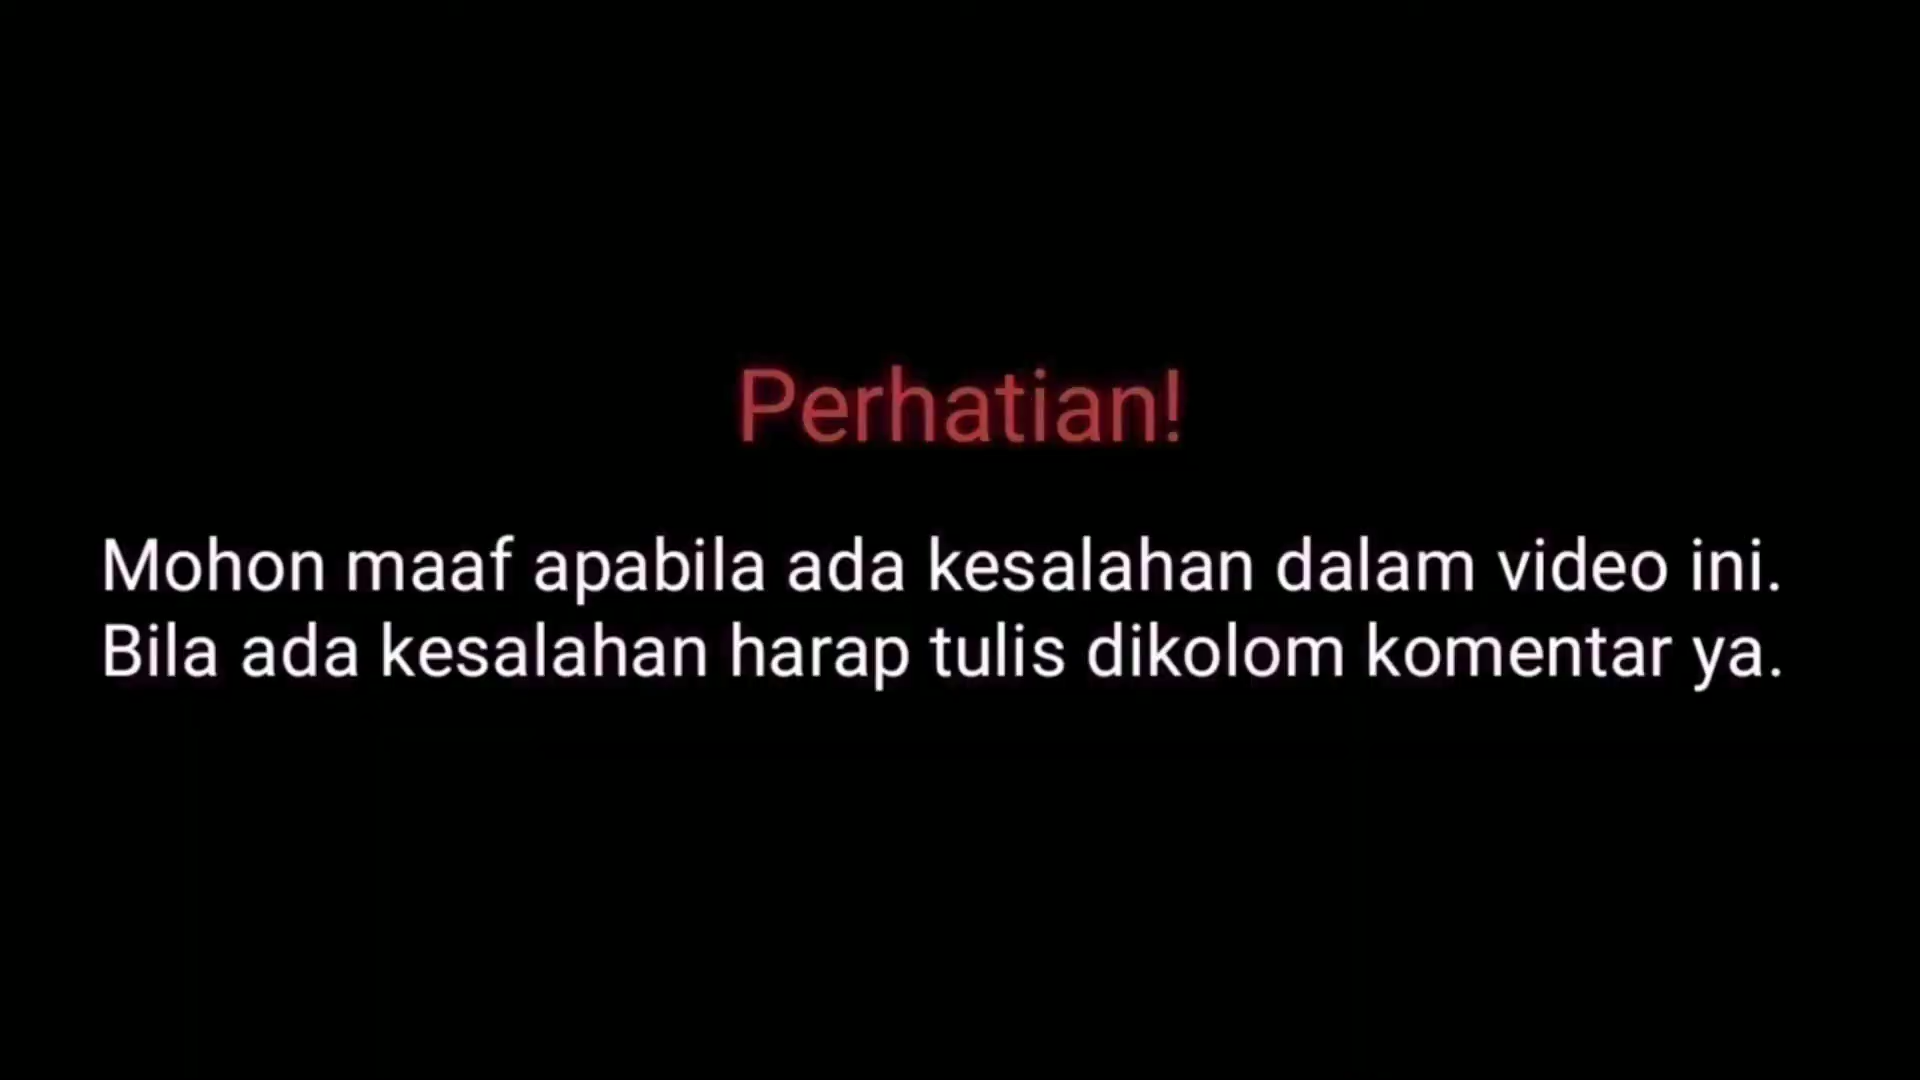 Perhatian!
Mohon maaf apabila ada kesalahan dalam video ini.
Bila ada kesalahan harap tulis dikolom komentar ya.